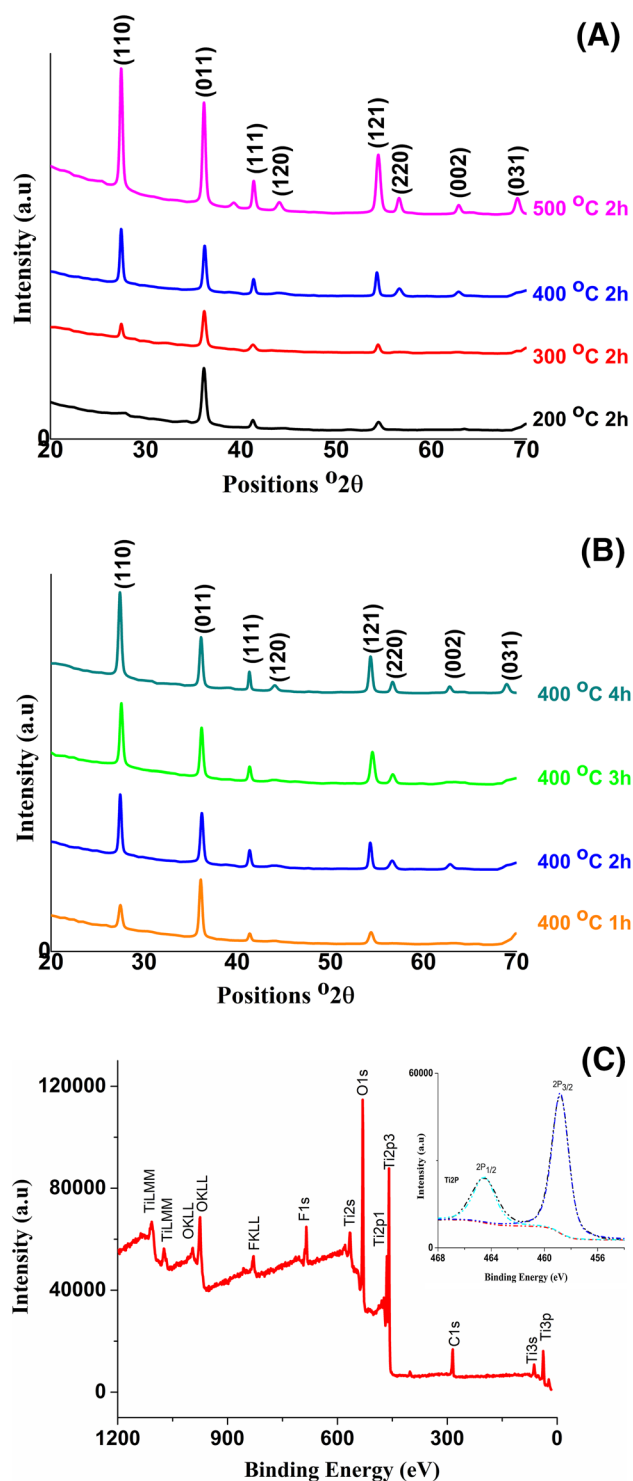 (A)
(110)
(011)
(111)
(120)
(121)
(220)
(002)
(031)
500 °C 2h
400 °C 2h
300 °C 2h
200 °C 2h
Intensity (a.u)
0
20 30 40 50 60 70
Positions °2θ
(B)
(110)
(011)
(111)
(120)
(121)
(220)
(002)
(031)
400 °C 4h
400 °C 3h
400 °C 2h
400 °C 1h
Intensity (a.u)
0
20 30 40 50 60 70
Positions °2θ
(C)
Intensity (a.u)
120000
80000
40000
0
TiLMM
TiLMM
OKLL
OKLL
FKLL
F1s
Ti2s
O1s
Ti2p1
Ti2p3
C1s
Ti3s
Ti3p
1200 900 600 300 0
Binding Energy (eV)
60000
0
Intensity (a.u)
Ti2P
2P1/2
2P3/2
468 464 460 456
Binding Energy (eV)